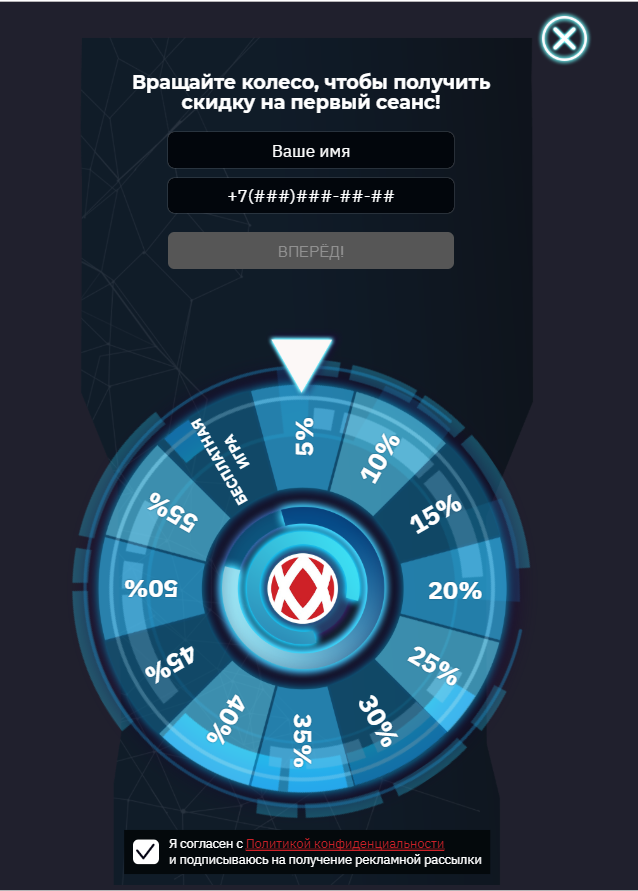 Вращайте колесо, чтобы получить
скидку на первый сеанс!
Ваше имя
+7(###)###-##-##
ВПЕРЁД!
5%
10%
15%
20%
25%
30%
35%
40%
45%
50%
55%
БЕСПЛАТНАЯ
ИГРА
Я согласен с Политикой конфиденциальности
и подписываюсь на получение рекламной рассылки